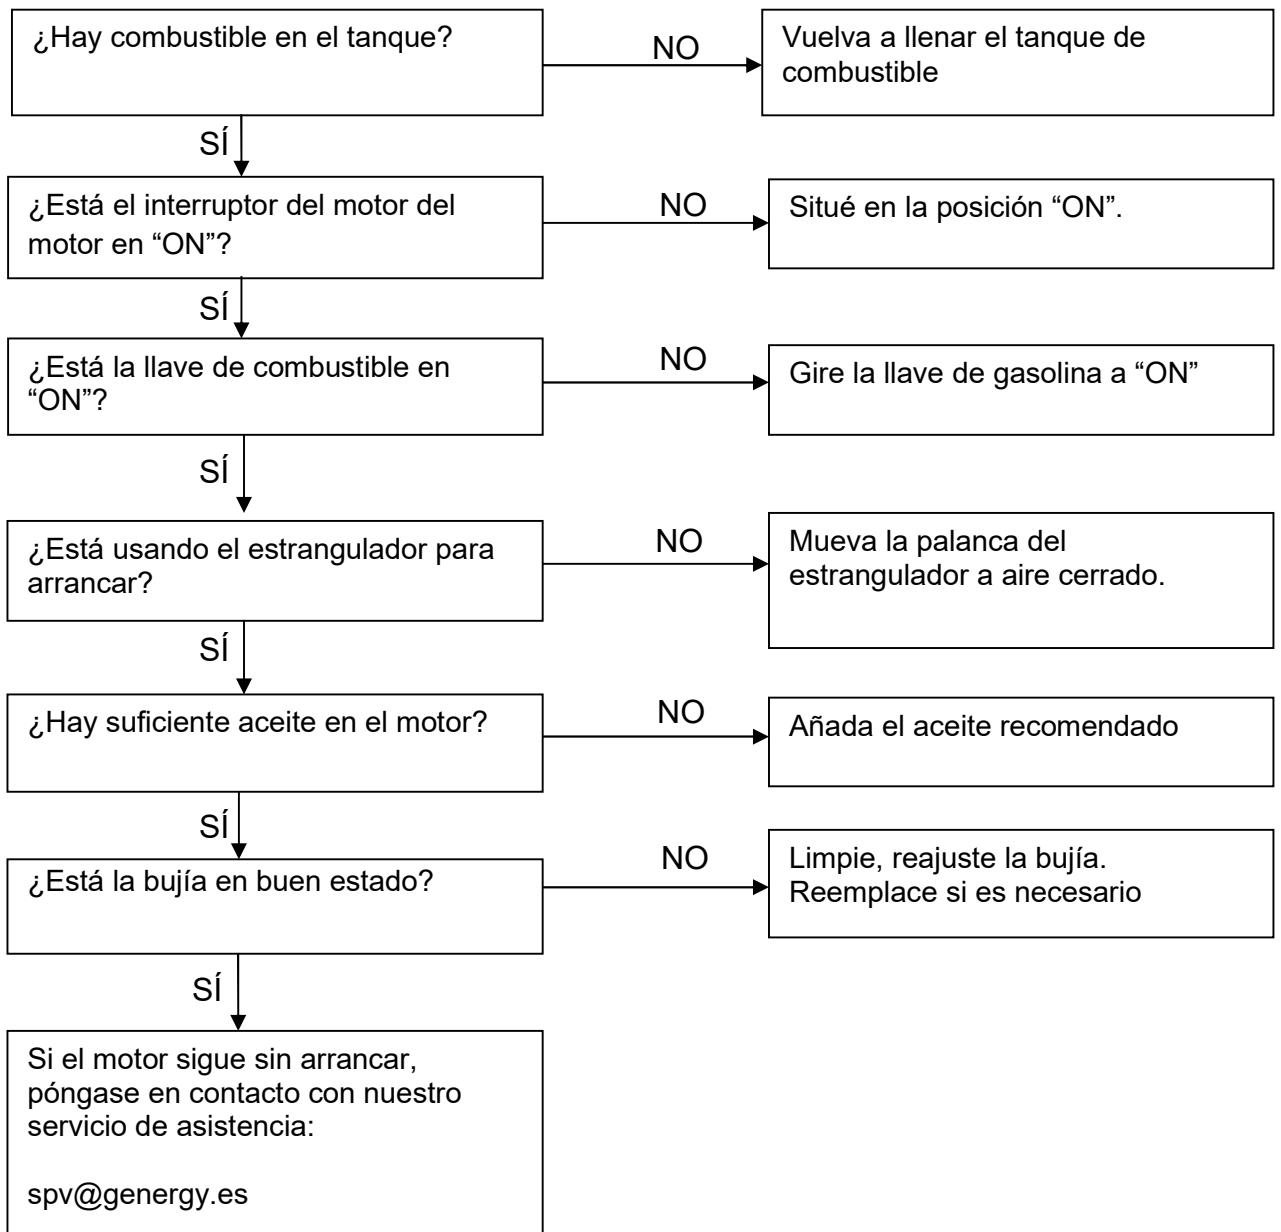 ¿Hay combustible en el tanque?
NO
Vuelva a llenar el tanque de
combustible
SÍ
¿Está el interruptor del motor del
motor en “ON”?
NO
Situé en la posición “ON”.
SÍ
¿Está la llave de combustible en
“ON”?
NO
Gire la llave de gasolina a “ON”
SÍ
¿Está usando el estrangulador para
arrancar?
NO
Mueva la palanca del
estrangulador a aire cerrado.
SÍ
¿Hay suficiente aceite en el motor?
NO
Añada el aceite recomendado
SÍ
¿Está la bujía en buen estado?
NO
Limpie, reajuste la bujía.
Reemplace si es necesario
SÍ
Si el motor sigue sin arrancar,
póngase en contacto con nuestro
servicio de asistencia:
spv@genergy.es